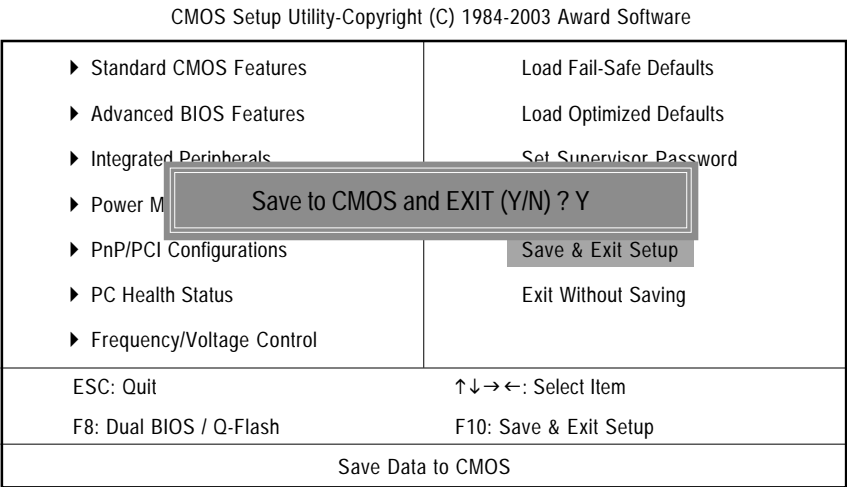 CMOS Setup Utility-Copyright (C) 1984-2003 Award Software
▶ Standard CMOS Features
▶ Advanced BIOS Features
▶ Integrated Peripherals
▶ Power M
▶ PnP/PCI Configurations
▶ PC Health Status
▶ Frequency/Voltage Control
Load Fail-Safe Defaults
Load Optimized Defaults
Set Supervisor Password
Save to CMOS and EXIT (Y/N) ? Y
Save & Exit Setup
Exit Without Saving
ESC: Quit
↑↓→←: Select Item
F8: Dual BIOS / Q-Flash
F10: Save & Exit Setup
Save Data to CMOS